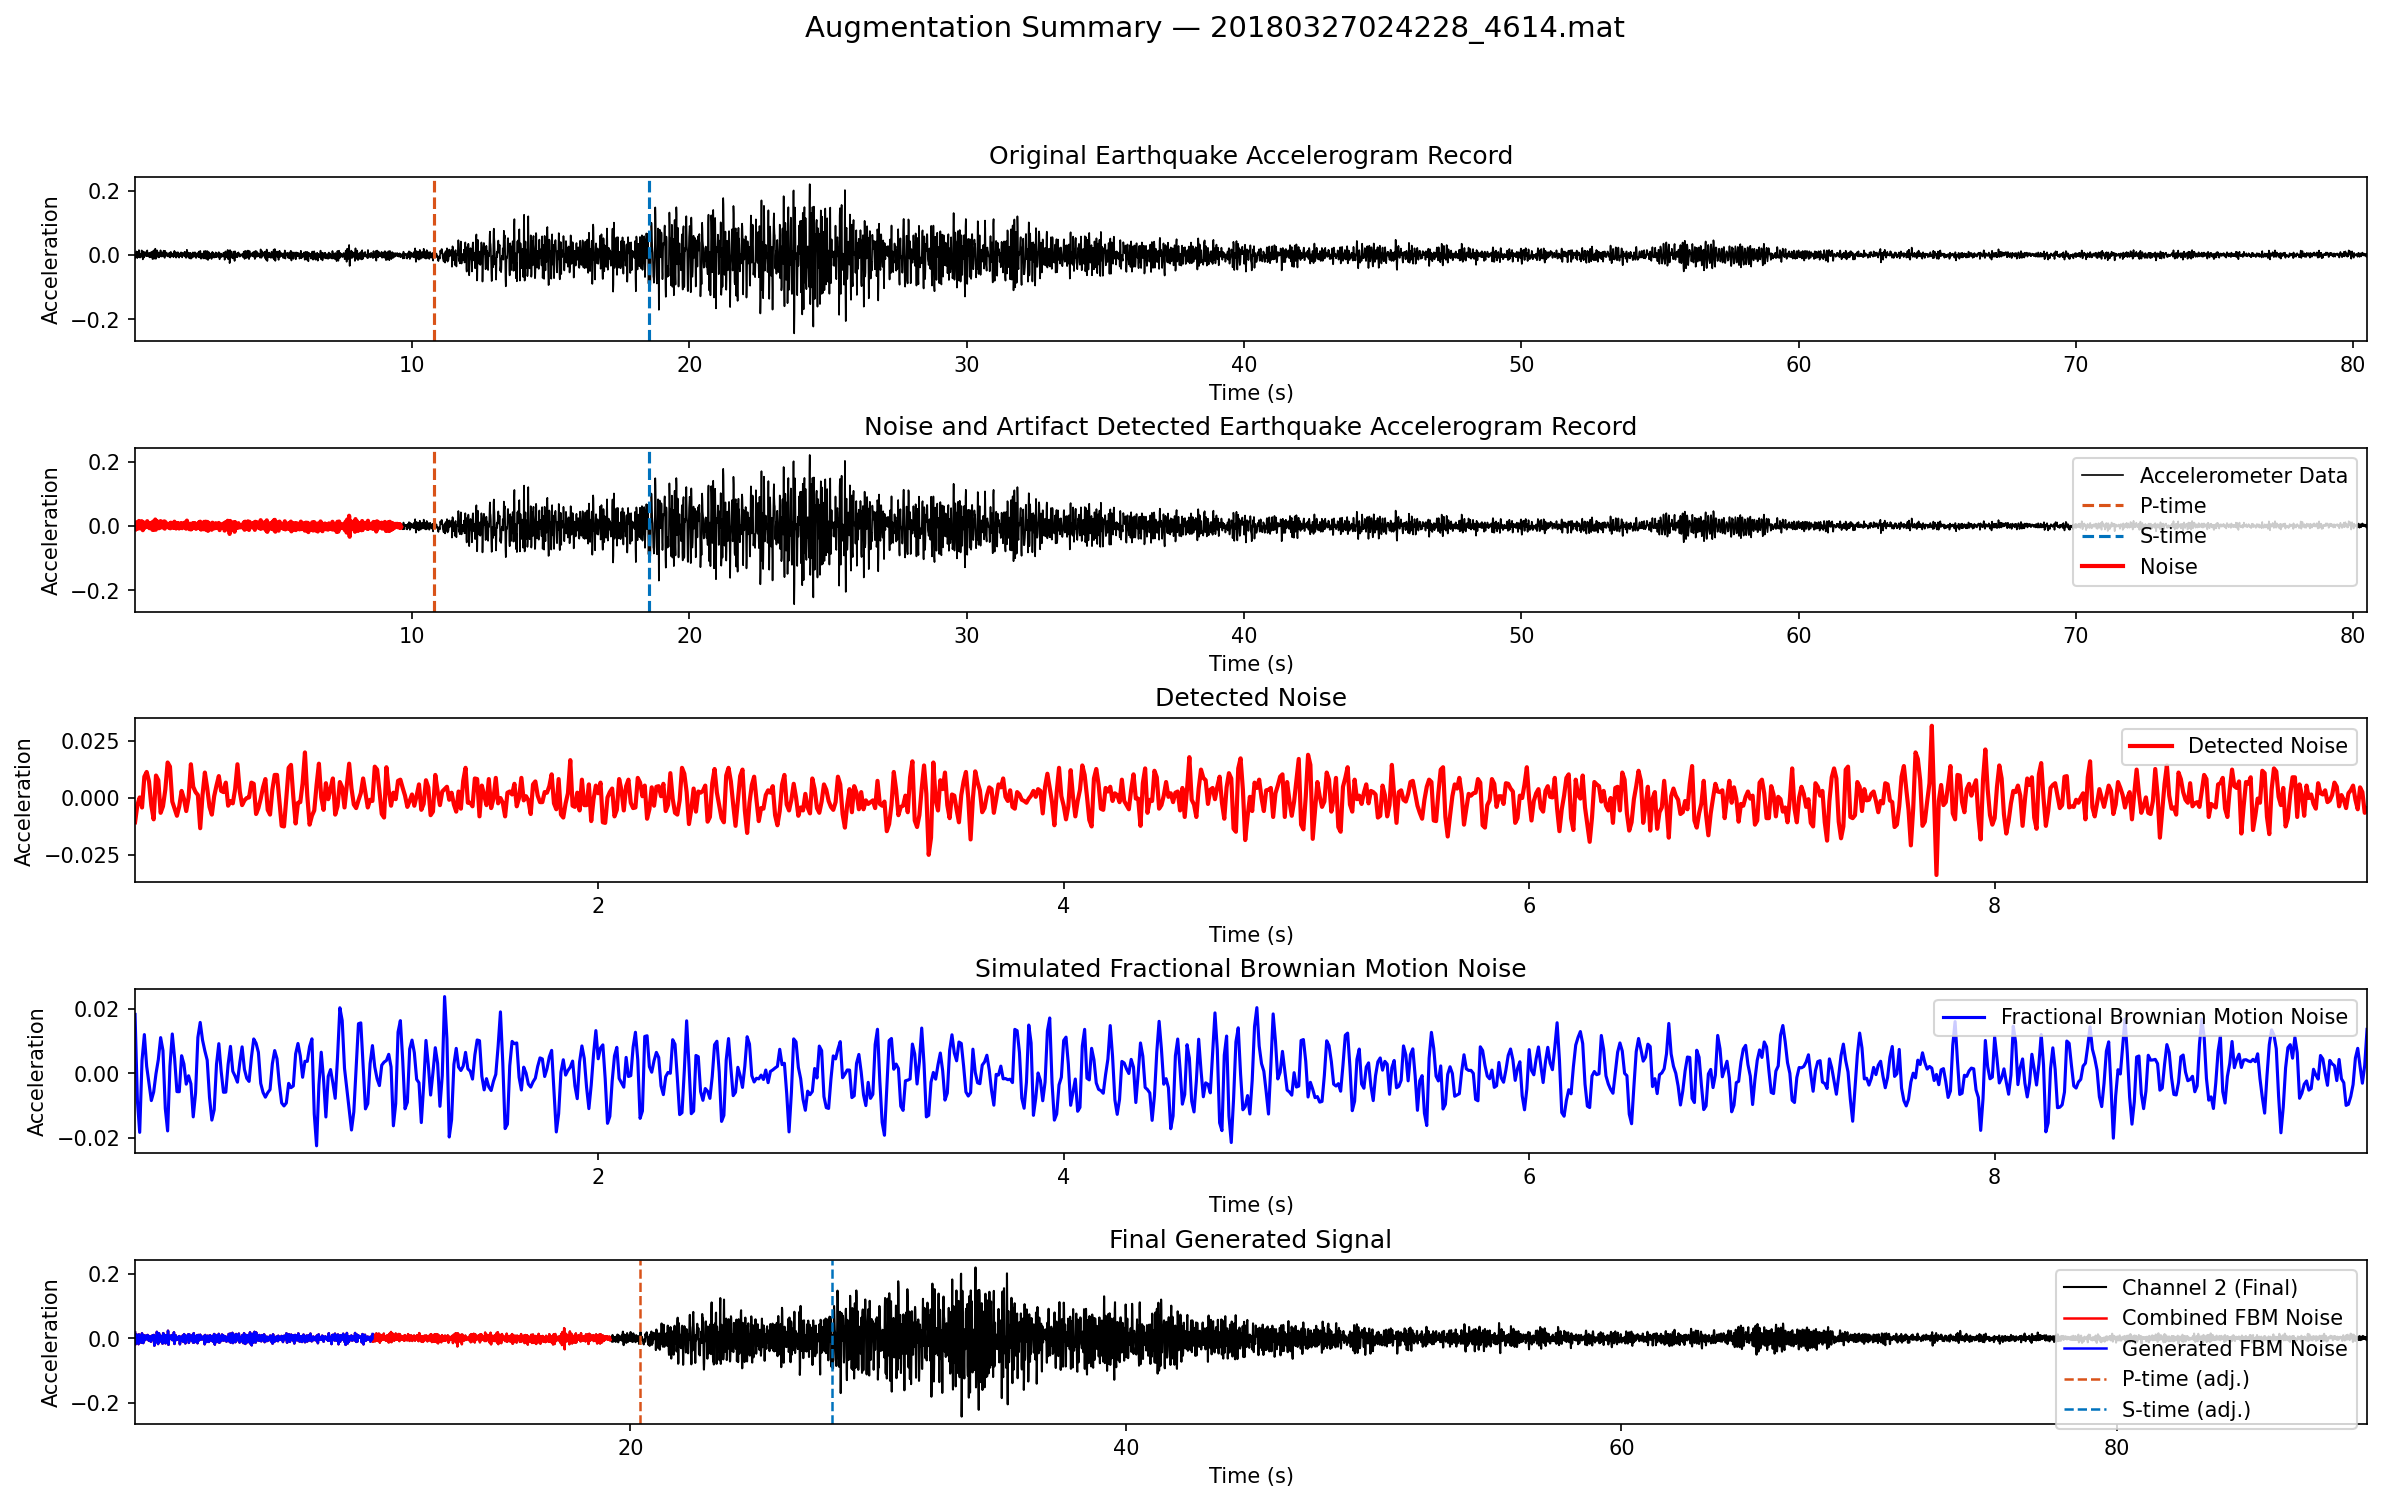 Augmentation Summary — 20180327024228_4614.mat
Original Earthquake Accelerogram Record
Acceleration
0.2
0.0
−0.2
10 20 30 40 50 60 70 80
Time (s)
Noise and Artifact Detected Earthquake Accelerogram Record
Acceleration
0.2
0.0
−0.2
Accelerometer Data
P-time
S-time
Noise
10 20 30 40 50 60 70 80
Time (s)
Detected Noise
Acceleration
0.025
0.000
−0.025
Detected Noise
2 4 6 8
Time (s)
Simulated Fractional Brownian Motion Noise
Acceleration
0.02
0.00
−0.02
Fractional Brownian Motion Noise
2 4 6 8
Time (s)
Final Generated Signal
Acceleration
0.2
0.0
−0.2
Channel 2 (Final)
Combined FBM Noise
Generated FBM Noise
P-time (adj.)
S-time (adj.)
20 40 60 80
Time (s)